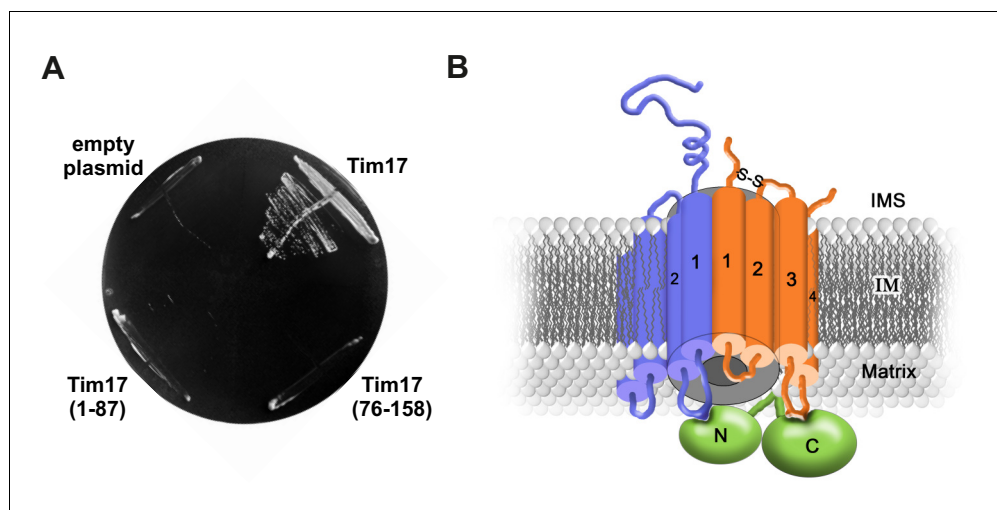 A
B
empty
plasmid
Tim17
S-S
IMS
1
1
2
3
2
4
IM
Matrix
Tim17
(1-87)
Tim17
(76-158)
N
C